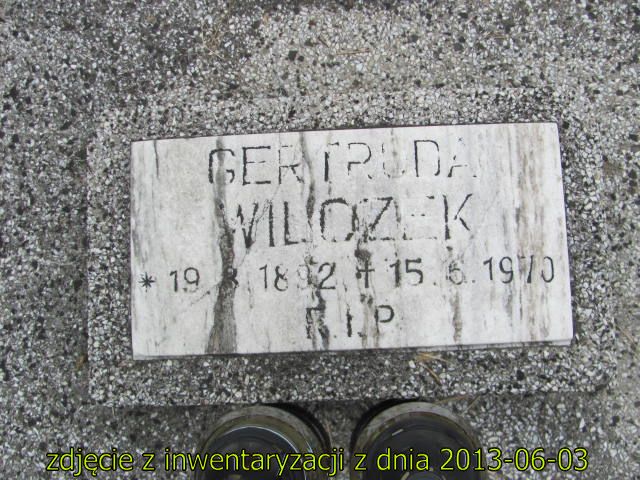 GERTRUDA
WILCZEK
* 19. 3. 1892 † 15. 6. 1970
R.I.P.
zdjęcie z inwentaryzacji z dnia 2013-06-03